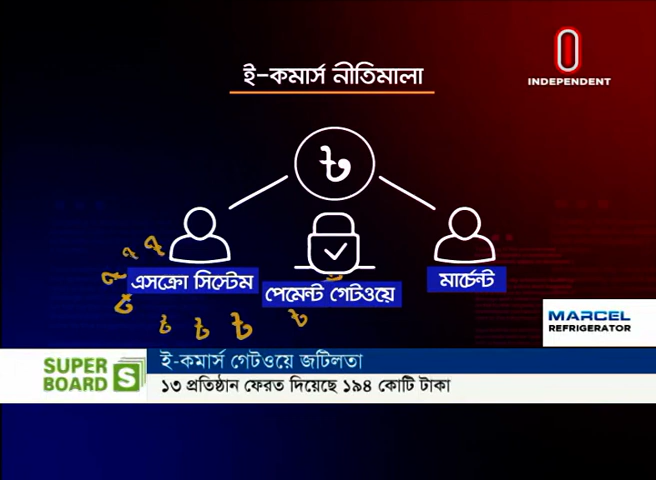 ই-কমার্স নীতিমালা
INDEPENDENT
৳
এসক্রো সিস্টেম
পেমেন্ট গেটওয়ে
মার্চেন্ট
MARCEL
REFRIGERATOR
SUPER
BOARD S
ই-কমার্স গেটওয়ে জটিলতা
১৩ প্রতিষ্ঠান ফেরত দিয়েছে ১৯৪ কোটি টাকা